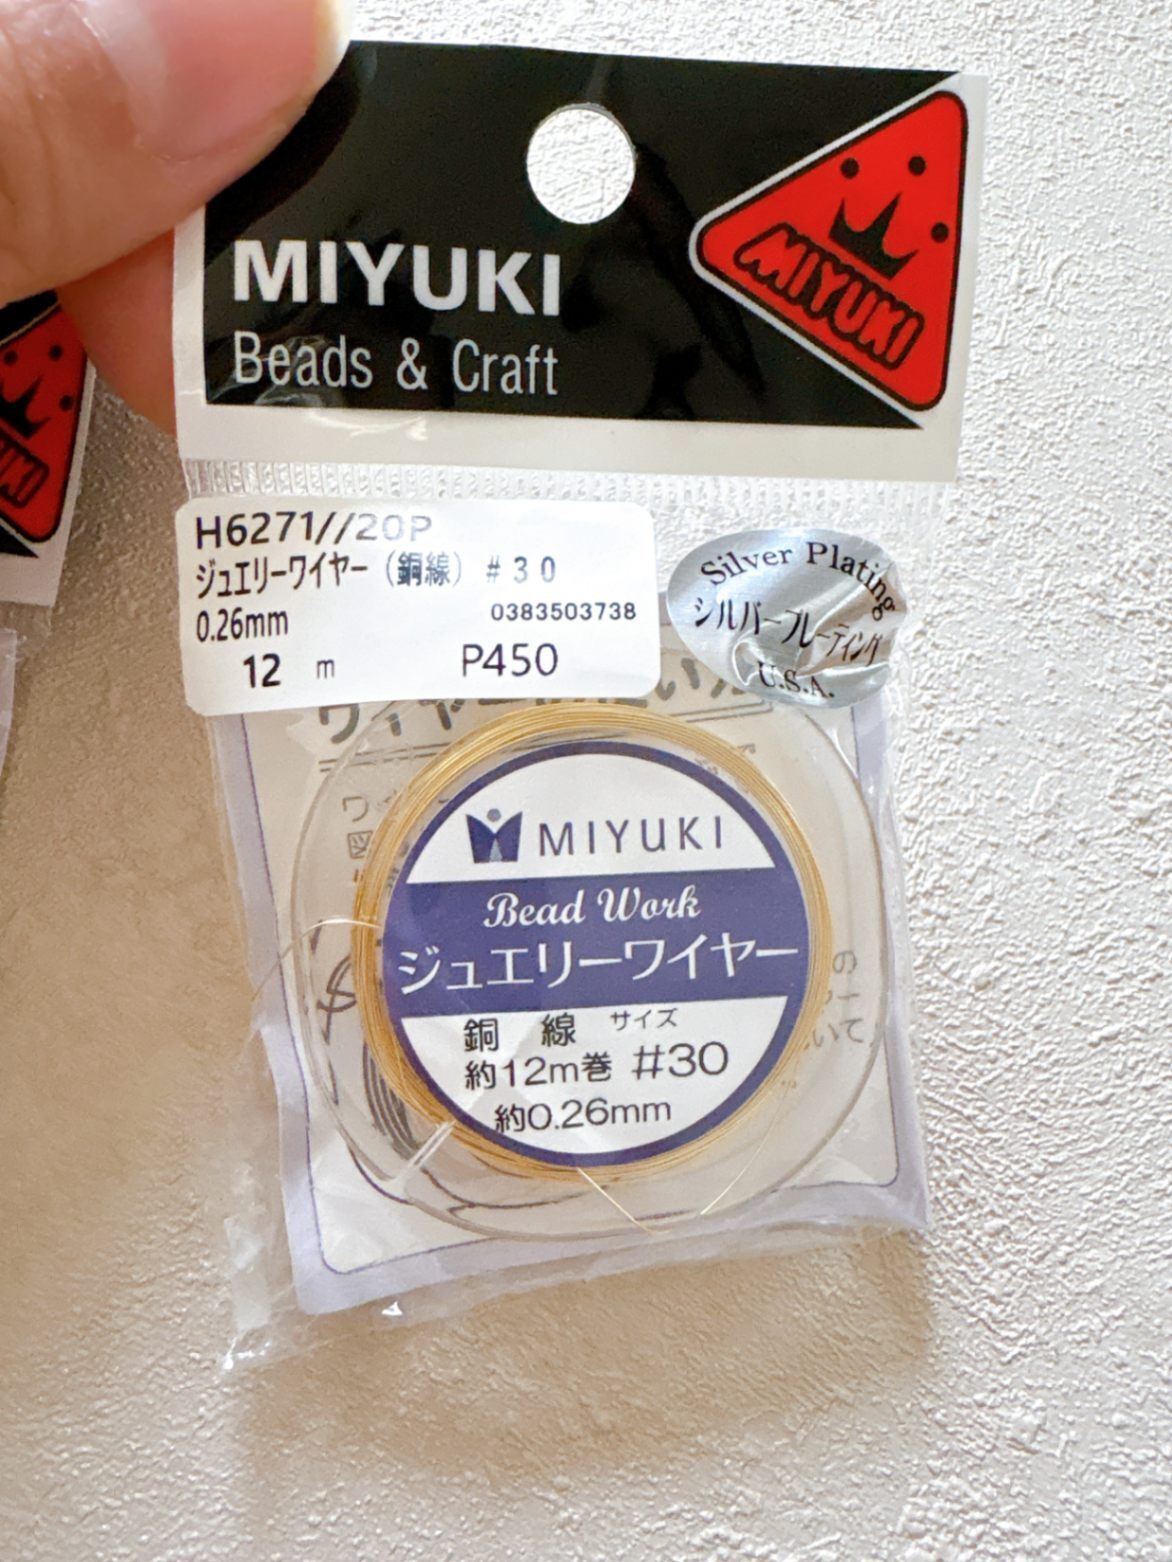 MIYUKI
Beads & Craft
MIYUKI
H6271//20P
ジュエリーワイヤー（銅線）#30
0.26mm
0383503738
12 m
P450
Silver Plating
シルバープレーティング
U.S.A.
MIYUKI
Bead Work
ジュエリーワイヤー
銅 線 サイズ
約12m巻 #30
約0.26mm